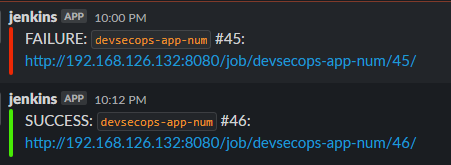 jenkins APP 10:00 PM
FAILURE: devsecops-app-num #45:
http://192.168.126.132:8080/job/devsecops-app-num/45/
jenkins APP 10:12 PM
SUCCESS: devsecops-app-num #46:
http://192.168.126.132:8080/job/devsecops-app-num/46/